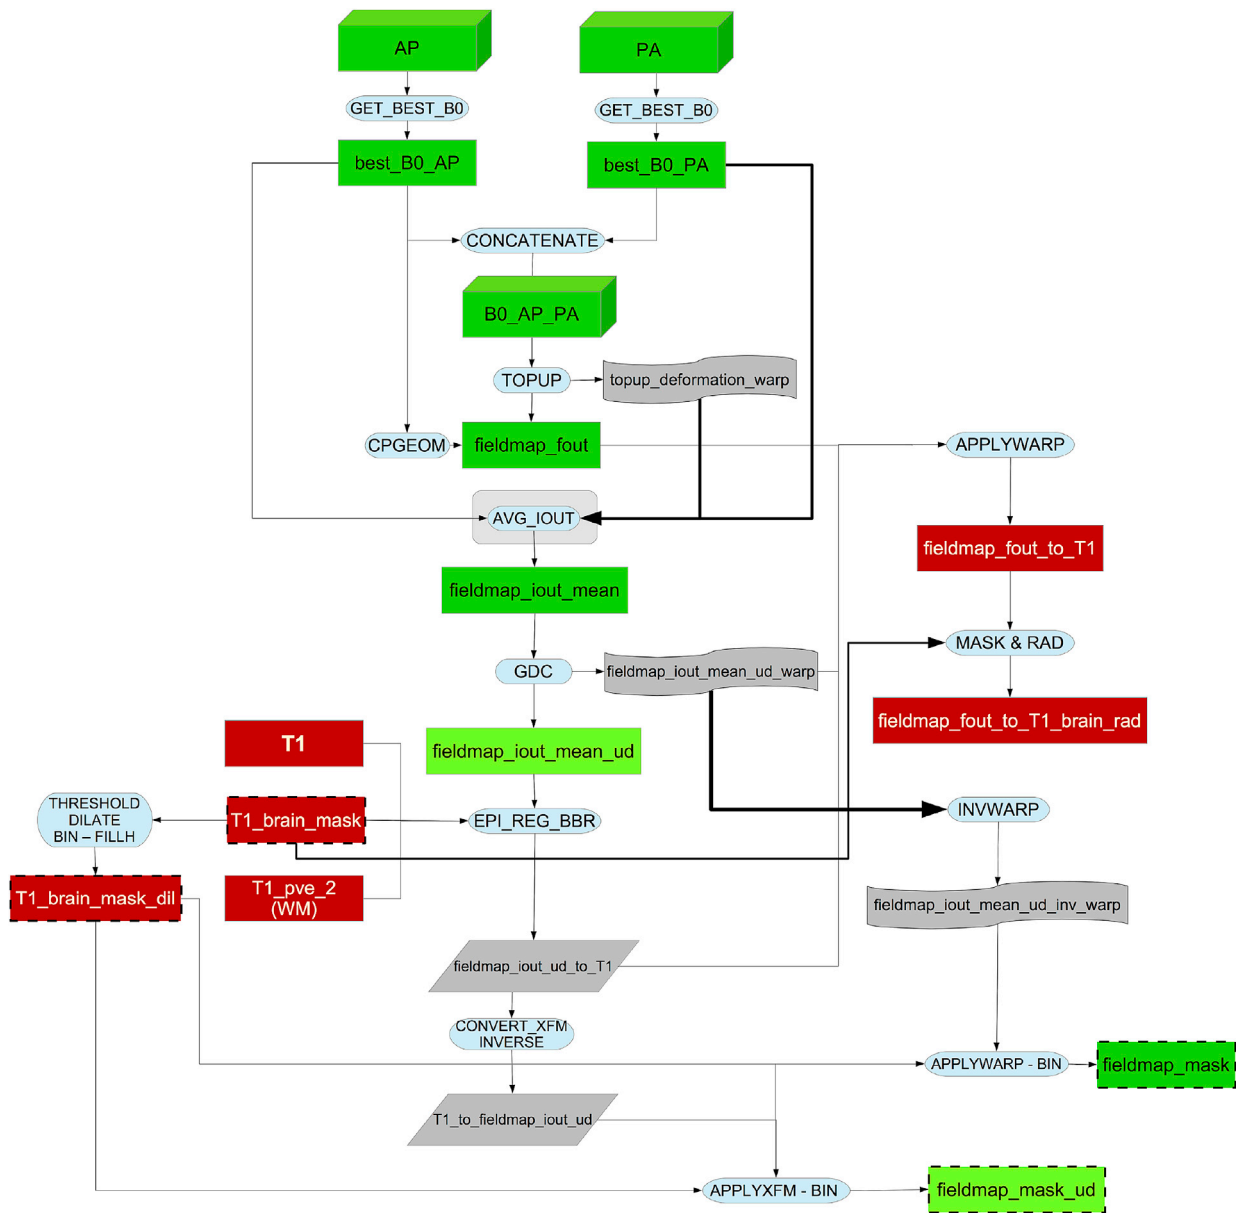 AP
PA
GET_BEST_B0
GET_BEST_B0
best_B0_AP
best_B0_PA
CONCATENATE
B0_AP_PA
TOPUP
topup_deformation_warp
CPGEOM
fieldmap_fout
APPLYWARP
AVG_IOUT
fieldmap_fout_to_T1
fieldmap_iout_mean
MASK & RAD
GDC
fieldmap_iout_mean_ud_warp
fieldmap_fout_to_T1_brain_rad
T1
fieldmap_iout_mean_ud
THRESHOLD
DILATE
BIN – FILLH
T1_brain_mask
EPI_REG_BBR
INVWARP
T1_brain_mask_dil
T1_pve_2
(WM)
fieldmap_iout_mean_ud_inv_warp
fieldmap_iout_ud_to_T1
CONVERT_XFM
INVERSE
APPLYWARP - BIN
fieldmap_mask
T1_to_fieldmap_iout_ud
APPLYXFM - BIN
fieldmap_mask_ud